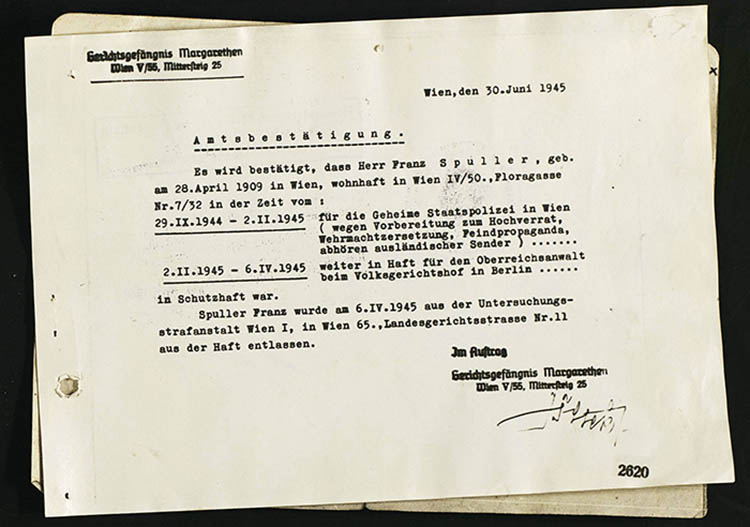 Gerichtsgefängnis Margarethen
Wien V/55, Mittersteig 25
Wien,den 30.Juni 1945
Amtsbestätigung.
Es wird bestätigt, dass Herr Franz Spuller, geb.
am 28.April 1909 in Wien, wohnhaft in Wien IV/50.,Floragasse
Nr.7/32 in der Zeit vom :
29.IX.1944 - 2.II.1945 für die Geheime Staatspolizei in Wien
( wegen Vorbereitung zum Hochverrat,
Wehrmachtzersetzung, Feindpropaganda,
abhören ausländischer Sender ) .......
2.II.1945 - 6.IV.1945 weiter in Haft für den Oberreichsanwalt
beim Volksgerichtshof in Berlin ......
in Schutzhaft war.
Spuller Franz wurde am 6.IV.1945 aus der Untersuchungs-
strafanstalt Wien I, in Wien 65.,Landesgerichtsstrasse Nr.11
aus der Haft entlassen.
Im Auftrag
Gerichtsgefängnis Margarethen
Wien V/55, Mittersteig 25
2620